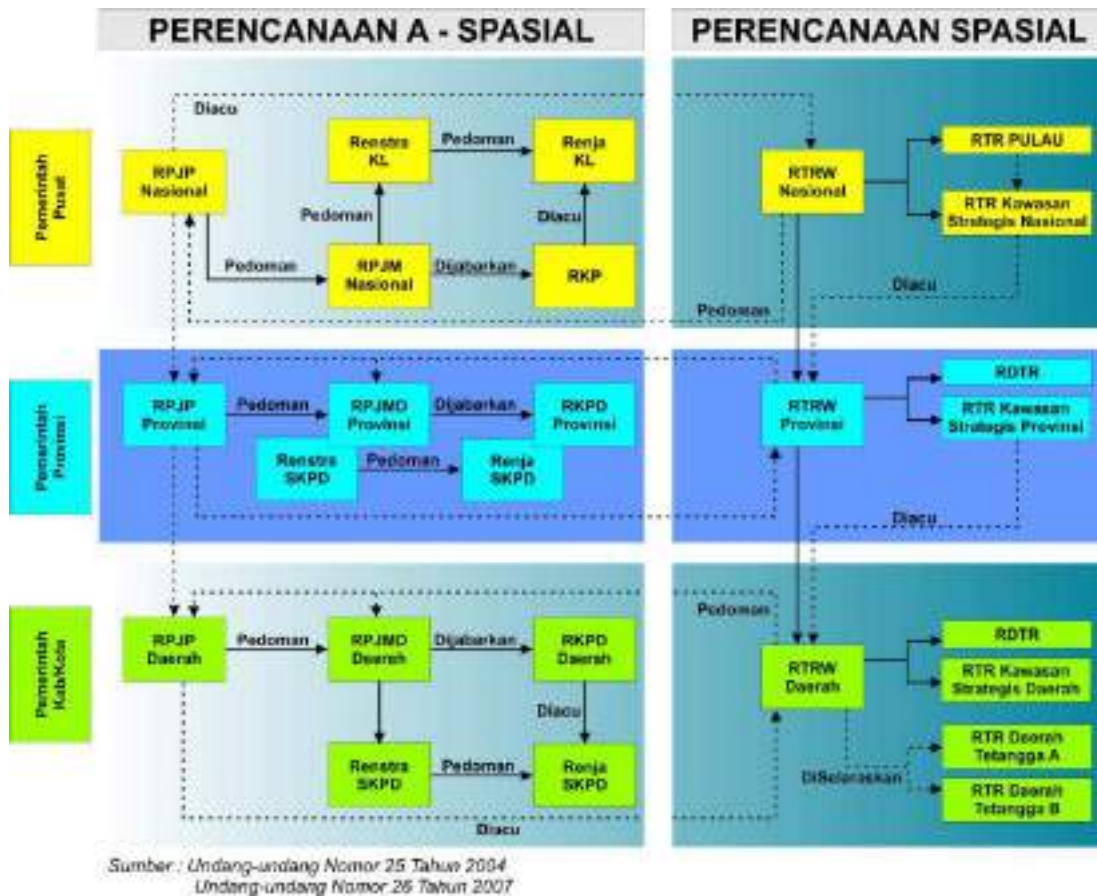 PERENCANAAN A - SPASIAL
PERENCANAAN SPASIAL
Pemerintah
Pusat
Diacu
RPJP
Nasional
Renstra
KL
Pedoman
Renja
KL
Pedoman
Diacu
Pedoman
RPJM
Nasional
Dijabarkan
RKP
RTRW
Nasional
RTR PULAU
RTR Kawasan
Strategis Nasional
Diacu
Pedoman
Pemerintah
Provinsi
RPJP
Provinsi
Pedoman
RPJMD
Provinsi
Dijabarkan
RKPD
Provinsi
Renstra
SKPD
Pedoman
Renja
SKPD
RTRW
Provinsi
RDTR
RTR Kawasan
Strategis Provinsi
Diacu
Pemerintah
Kab/Kota
RPJP
Daerah
Pedoman
RPJMD
Daerah
Dijabarkan
RKPD
Daerah
Diacu
Renstra
SKPD
Pedoman
Renja
SKPD
Diacu
Pedoman
RTRW
Daerah
RDTR
RTR Kawasan
Strategis Daerah
RTR Daerah
Tetangga A
DiSelaraskan
RTR Daerah
Tetangga B
Sumber : Undang-undang Nomor 25 Tahun 2004
Undang-undang Nomor 26 Tahun 2007